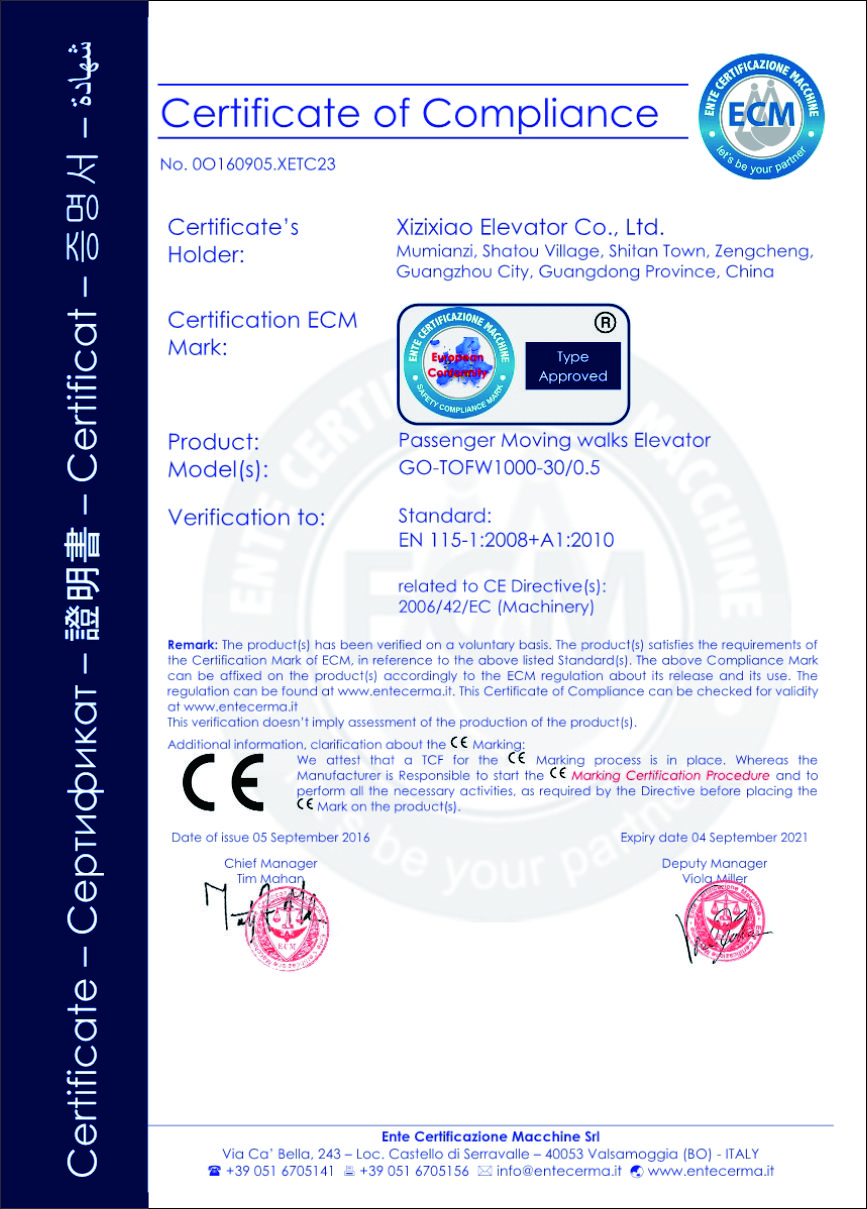 Certificate – Сертификат – 證明書 – Certificat – 증명서 – شهادة
Certificate of Compliance
ENTE CERTIFICAZIONE MACCHINE
ECM
let's be your partner
No. 0O160905.XETC23
Certificate's
Holder:
Xizixiao Elevator Co., Ltd.
Mumianzi, Shatou Village, Shitan Town, Zengcheng,
Guangzhou City, Guangdong Province, China
Certification ECM
Mark:
ENTE CERTIFICAZIONE MACCHINE
European
Conformity
SAFETY COMPLIANCE MARK
®
Type
Approved
Product:
Passenger Moving walks Elevator
Model(s):
GO-TOFW1000-30/0.5
Verification to:
Standard:
EN 115-1:2008+A1:2010
related to CE Directive(s):
2006/42/EC (Machinery)
Remark: The product(s) has been verified on a voluntary basis. The product(s) satisfies the requirements of
the Certification Mark of ECM, in reference to the above listed Standard(s). The above Compliance Mark
can be affixed on the product(s) accordingly to the ECM regulation about its release and its use. The
regulation can be found at www.entecerma.it. This Certificate of Compliance can be checked for validity
at www.entecerma.it
This verification doesn't imply assessment of the production of the product(s).
Additional information, clarification about the CE Marking:
CE
We attest that a TCF for the CE Marking process is in place. Whereas the
Manufacturer is Responsible to start the CE Marking Certification Procedure and to
perform all the necessary activities, as required by the Directive before placing the
CE Mark on the product(s).
Date of issue 05 September 2016
Expiry date 04 September 2021
Chief Manager
Tim Mahan
Deputy Manager
Viola Miller
ECM
Ente Certificazione Macchine Srl
Via Ca' Bella, 243 – Loc. Castello di Serravalle – 40053 Valsamoggia (BO) - ITALY
☎ +39 051 6705141 +39 051 6705156 ✉ info@entecerma.it www.entecerma.it